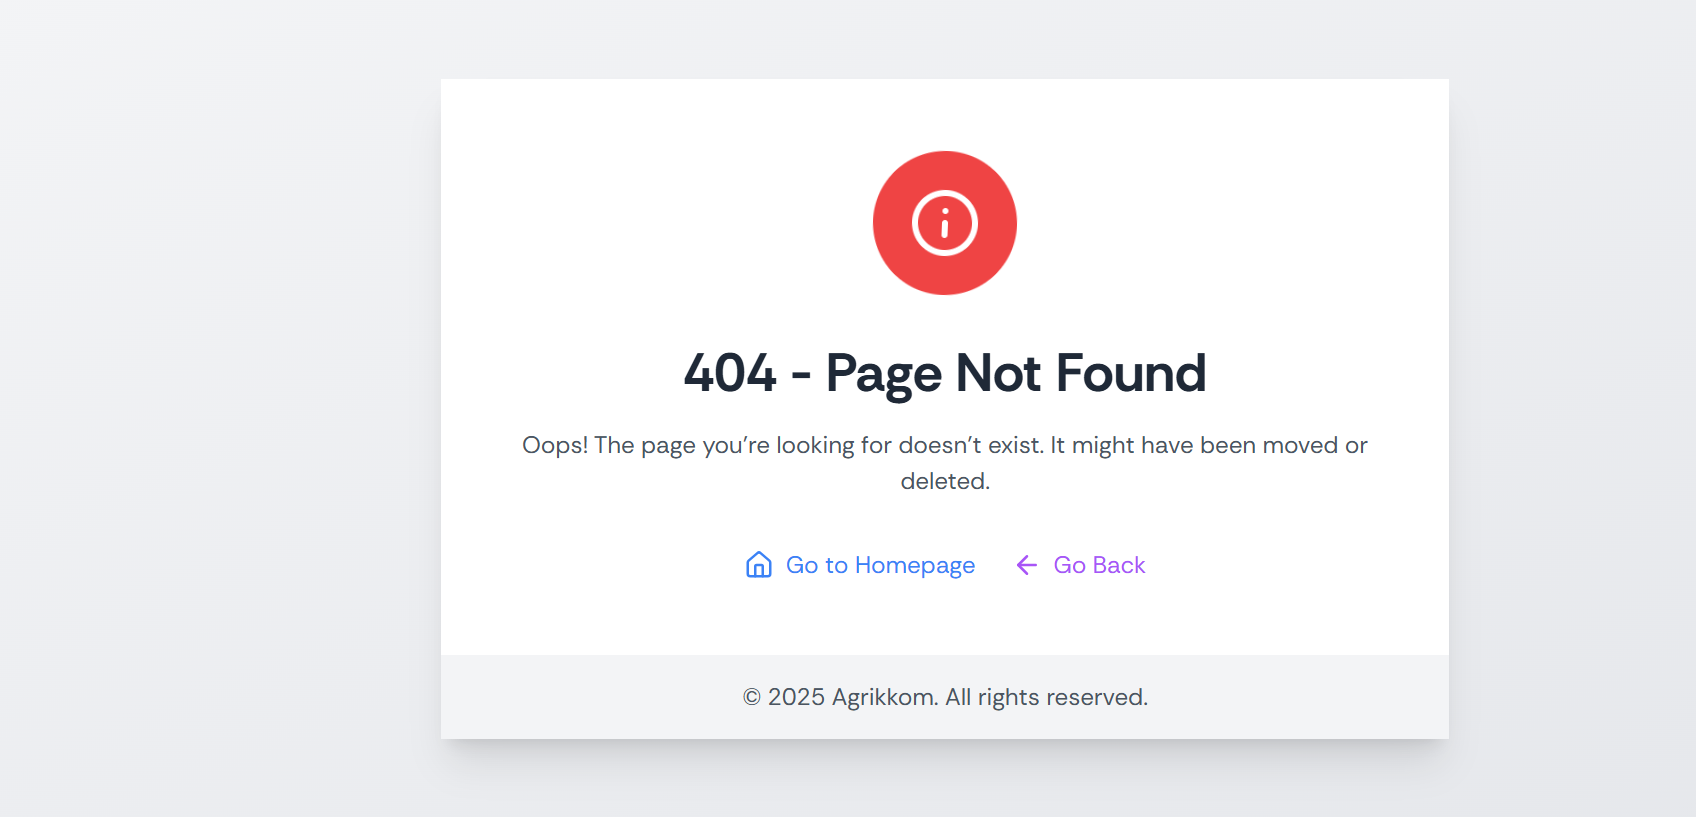 404 - Page Not Found
Oops! The page you’re looking for doesn’t exist. It might have been moved or
deleted.
Go to Homepage
Go Back
© 2025 Agrikkom. All rights reserved.